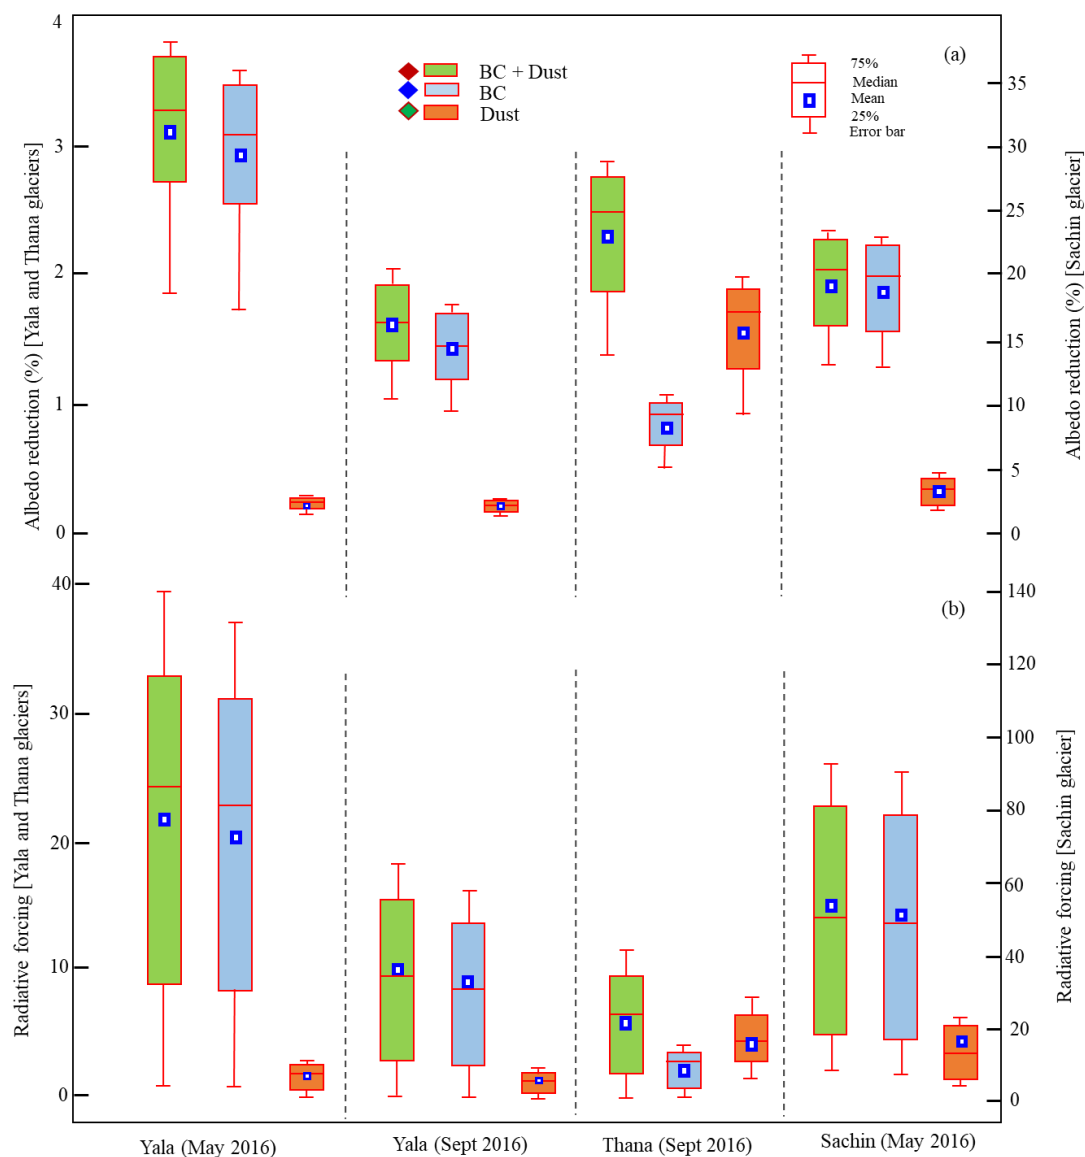 (a)
BC + Dust
BC
Dust
75%
Median
Mean
25%
Error bar
Albedo reduction (%) [Yala and Thana glaciers]
4
3
2
1
0
Albedo reduction (%) [Sachin glacier]
35
30
25
20
15
10
5
0
(b)
Radiative forcing [Yala and Thana glaciers]
40
30
20
10
0
Radiative forcing [Sachin glacier]
140
120
100
80
60
40
20
0
Yala (May 2016)
Yala (Sept 2016)
Thana (Sept 2016)
Sachin (May 2016)